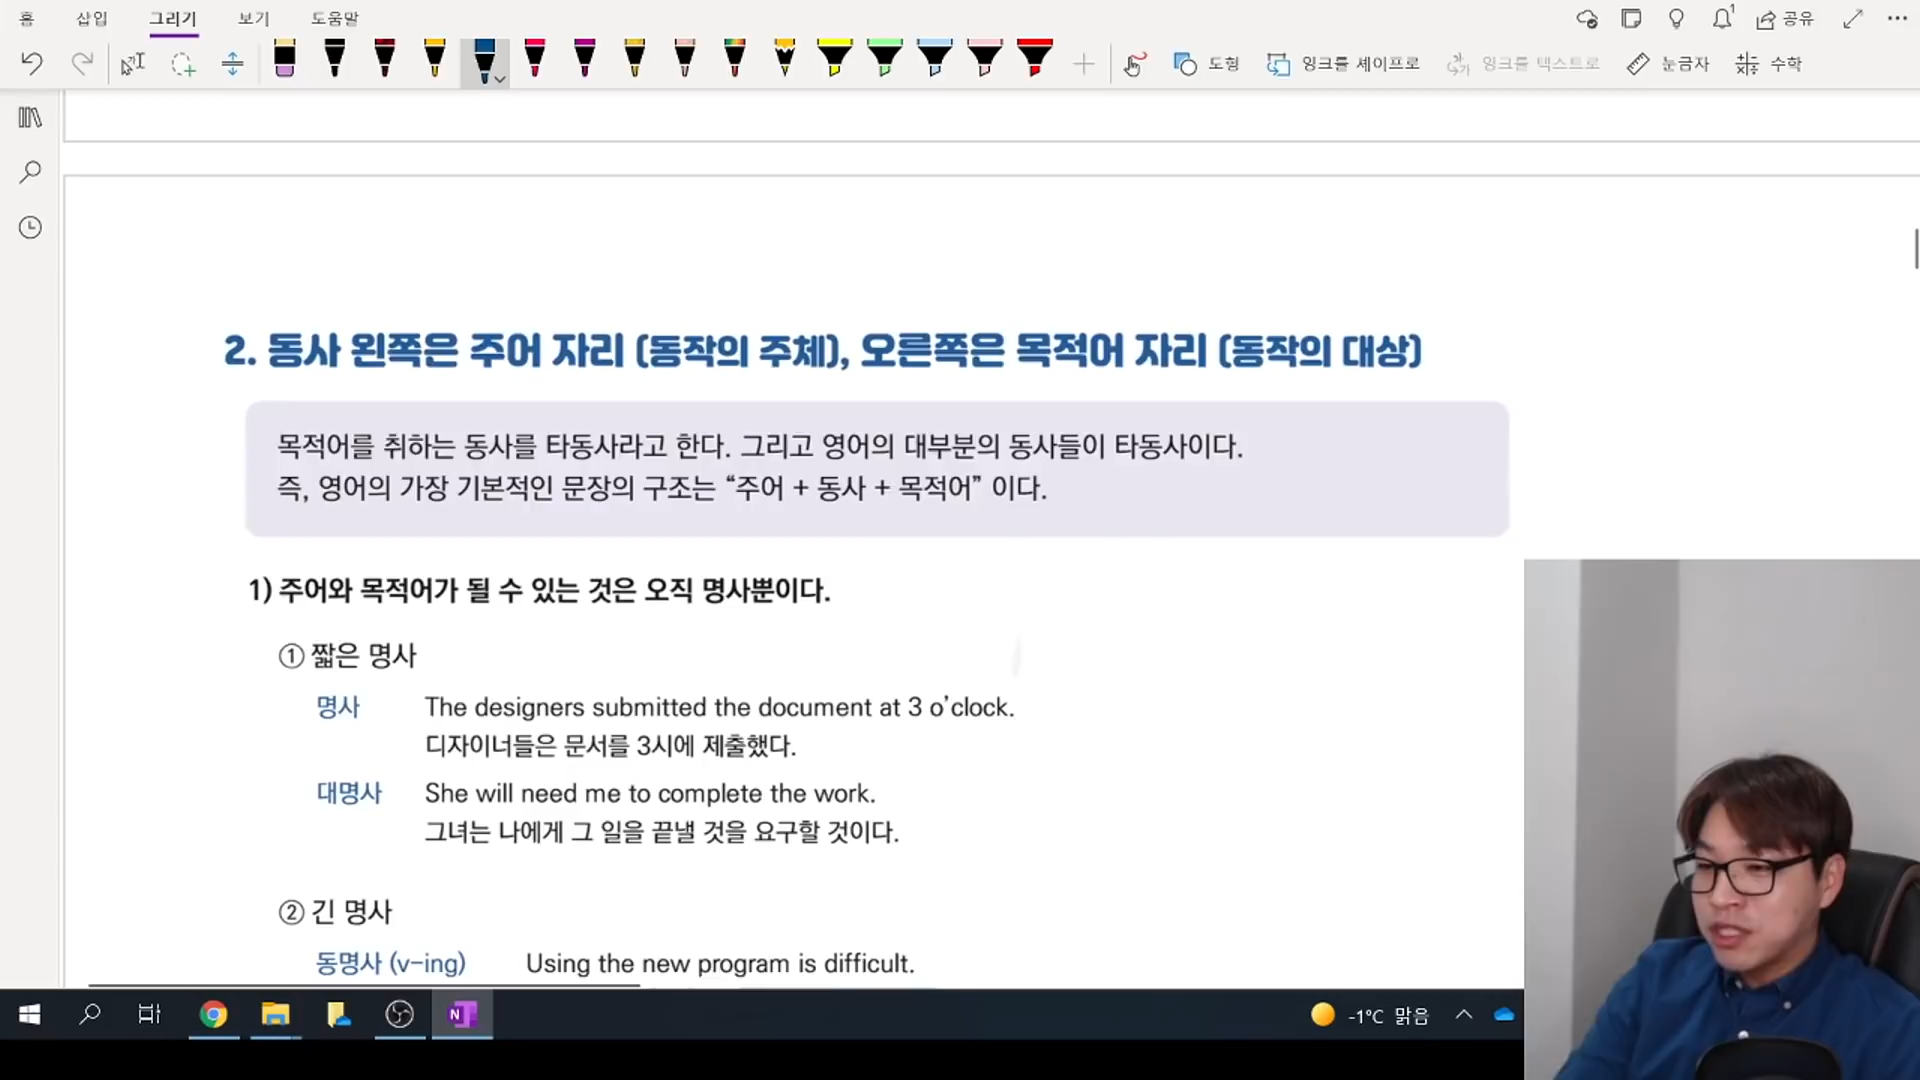 홈 삽입 그리기 보기 도움말
1 공유
도형 잉크를 셰이프로 잉크를 텍스트로 눈금자 수학
2. 동사 왼쪽은 주어 자리 (동작의 주체), 오른쪽은 목적어 자리 (동작의 대상)
목적어를 취하는 동사를 타동사라고 한다. 그리고 영어의 대부분의 동사들이 타동사이다.
즉, 영어의 가장 기본적인 문장의 구조는 “주어 + 동사 + 목적어” 이다.
1) 주어와 목적어가 될 수 있는 것은 오직 명사뿐이다.
① 짧은 명사
명사 The designers submitted the document at 3 o’clock.
디자이너들은 문서를 3시에 제출했다.
대명사 She will need me to complete the work.
그녀는 나에게 그 일을 끝낼 것을 요구할 것이다.
② 긴 명사
동명사 (v-ing) Using the new program is difficult.
N -1°C 맑음